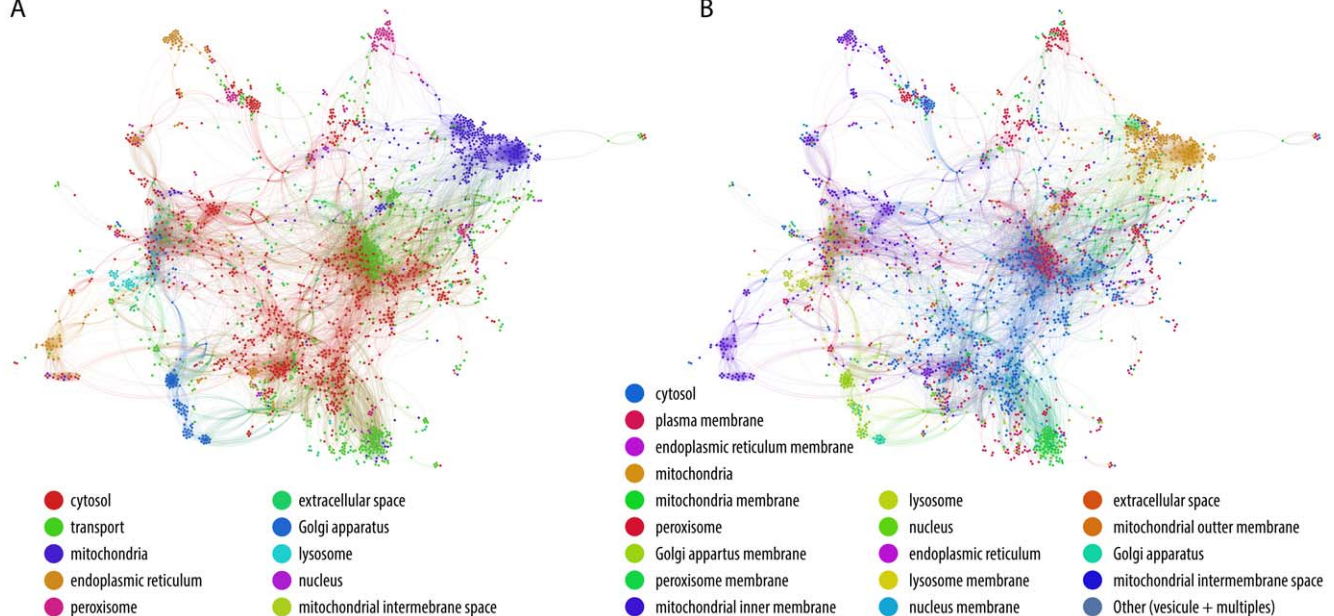 A
B
cytosol
transport
mitochondria
endoplasmic reticulum
peroxisome
extracellular space
Golgi apparatus
lysosome
nucleus
mitochondrial intermebrane space
cytosol
plasma membrane
endoplasmic reticulum membrane
mitochondria
mitochondria membrane
peroxisome
Golgi appartus membrane
peroxisome membrane
mitochondrial inner membrane
lysosome
nucleus
endoplasmic reticulum
lysosome membrane
nucleus membrane
extracellular space
mitochondrial outter membrane
Golgi apparatus
mitochondrial intermembrane space
Other (vesicule + multiples)